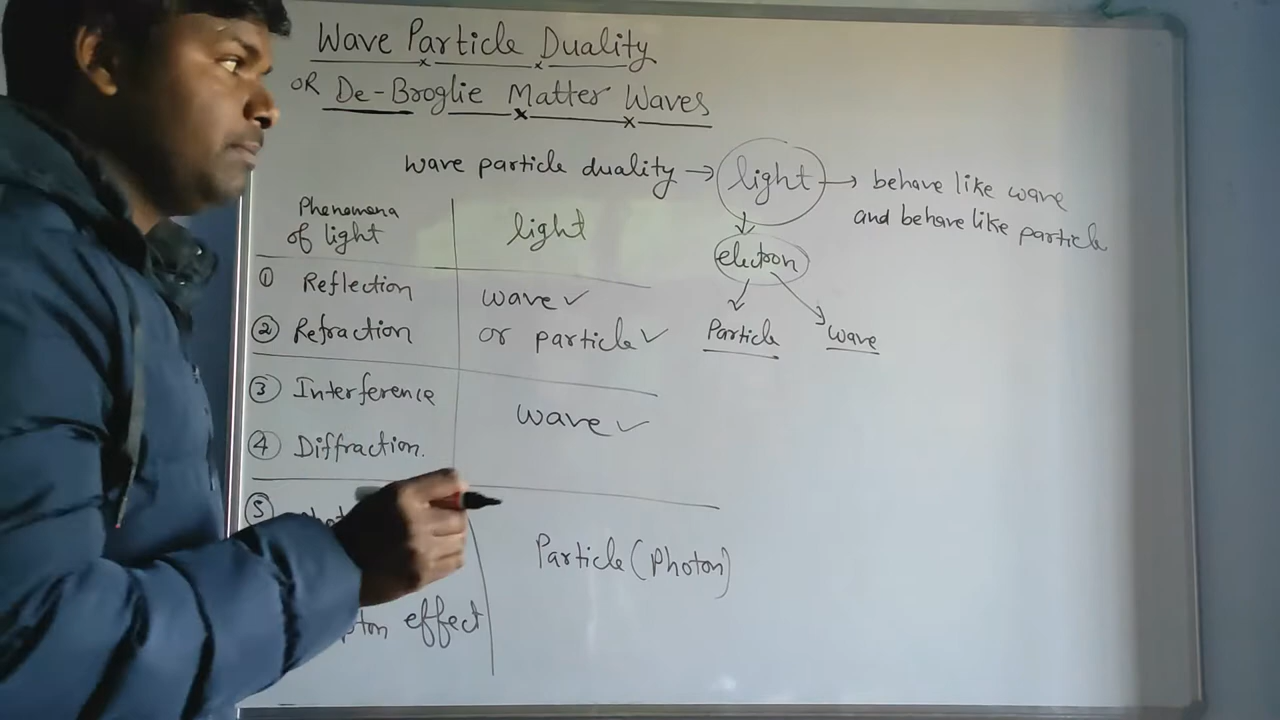 Wave Particle Duality
OR De-Broglie Matter Waves
wave particle duality → light → behave like wave
and behave like particle
electron
Particle wave
Phenomena
of light
light
① Reflection
② Refraction
wave ✓
or particle ✓
③ Interference
④ Diffraction.
wave ✓
⑤
effect
Particle (Photon)